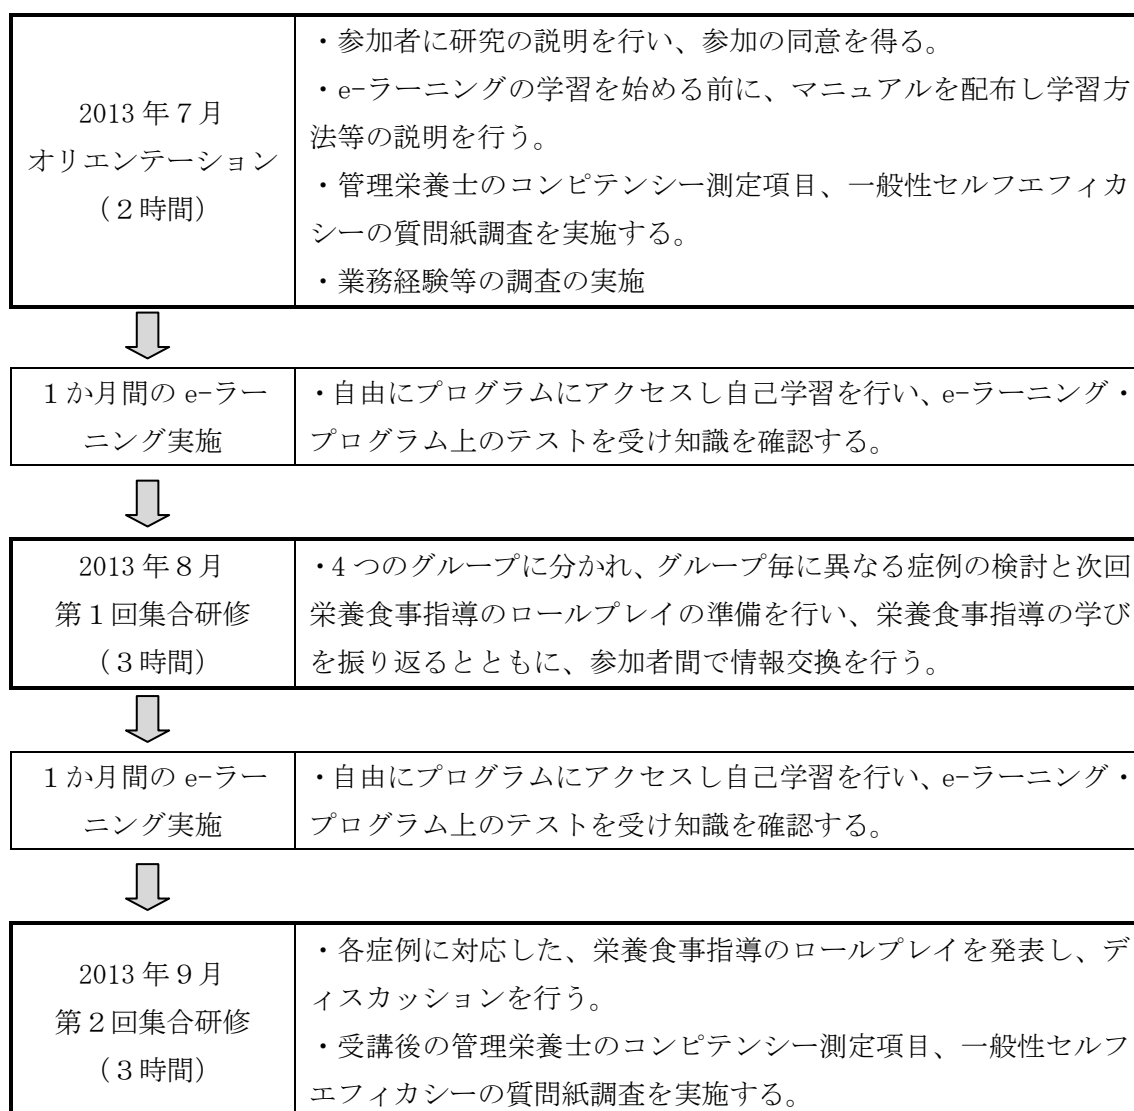 2013年７月
オリエンテーション
（２時間）
・参加者に研究の説明を行い、参加の同意を得る。
・e-ラーニングの学習を始める前に、マニュアルを配布し学習方
法等の説明を行う。
・管理栄養士のコンピテンシー測定項目、一般性セルフエフィカ
シーの質問紙調査を実施する。
・業務経験等の調査の実施
１か月間の e-ラー
ニング実施
・自由にプログラムにアクセスし自己学習を行い、e-ラーニング・
プログラム上のテストを受け知識を確認する。
2013年８月
第１回集合研修
（３時間）
・4つのグループに分かれ、グループ毎に異なる症例の検討と次回
栄養食事指導のロールプレイの準備を行い、栄養食事指導の学び
を振り返るとともに、参加者間で情報交換を行う。
１か月間の e-ラー
ニング実施
・自由にプログラムにアクセスし自己学習を行い、e-ラーニング・
プログラム上のテストを受け知識を確認する。
2013年９月
第２回集合研修
（３時間）
・各症例に対応した、栄養食事指導のロールプレイを発表し、デ
ィスカッションを行う。
・受講後の管理栄養士のコンピテンシー測定項目、一般性セルフ
エフィカシーの質問紙調査を実施する。